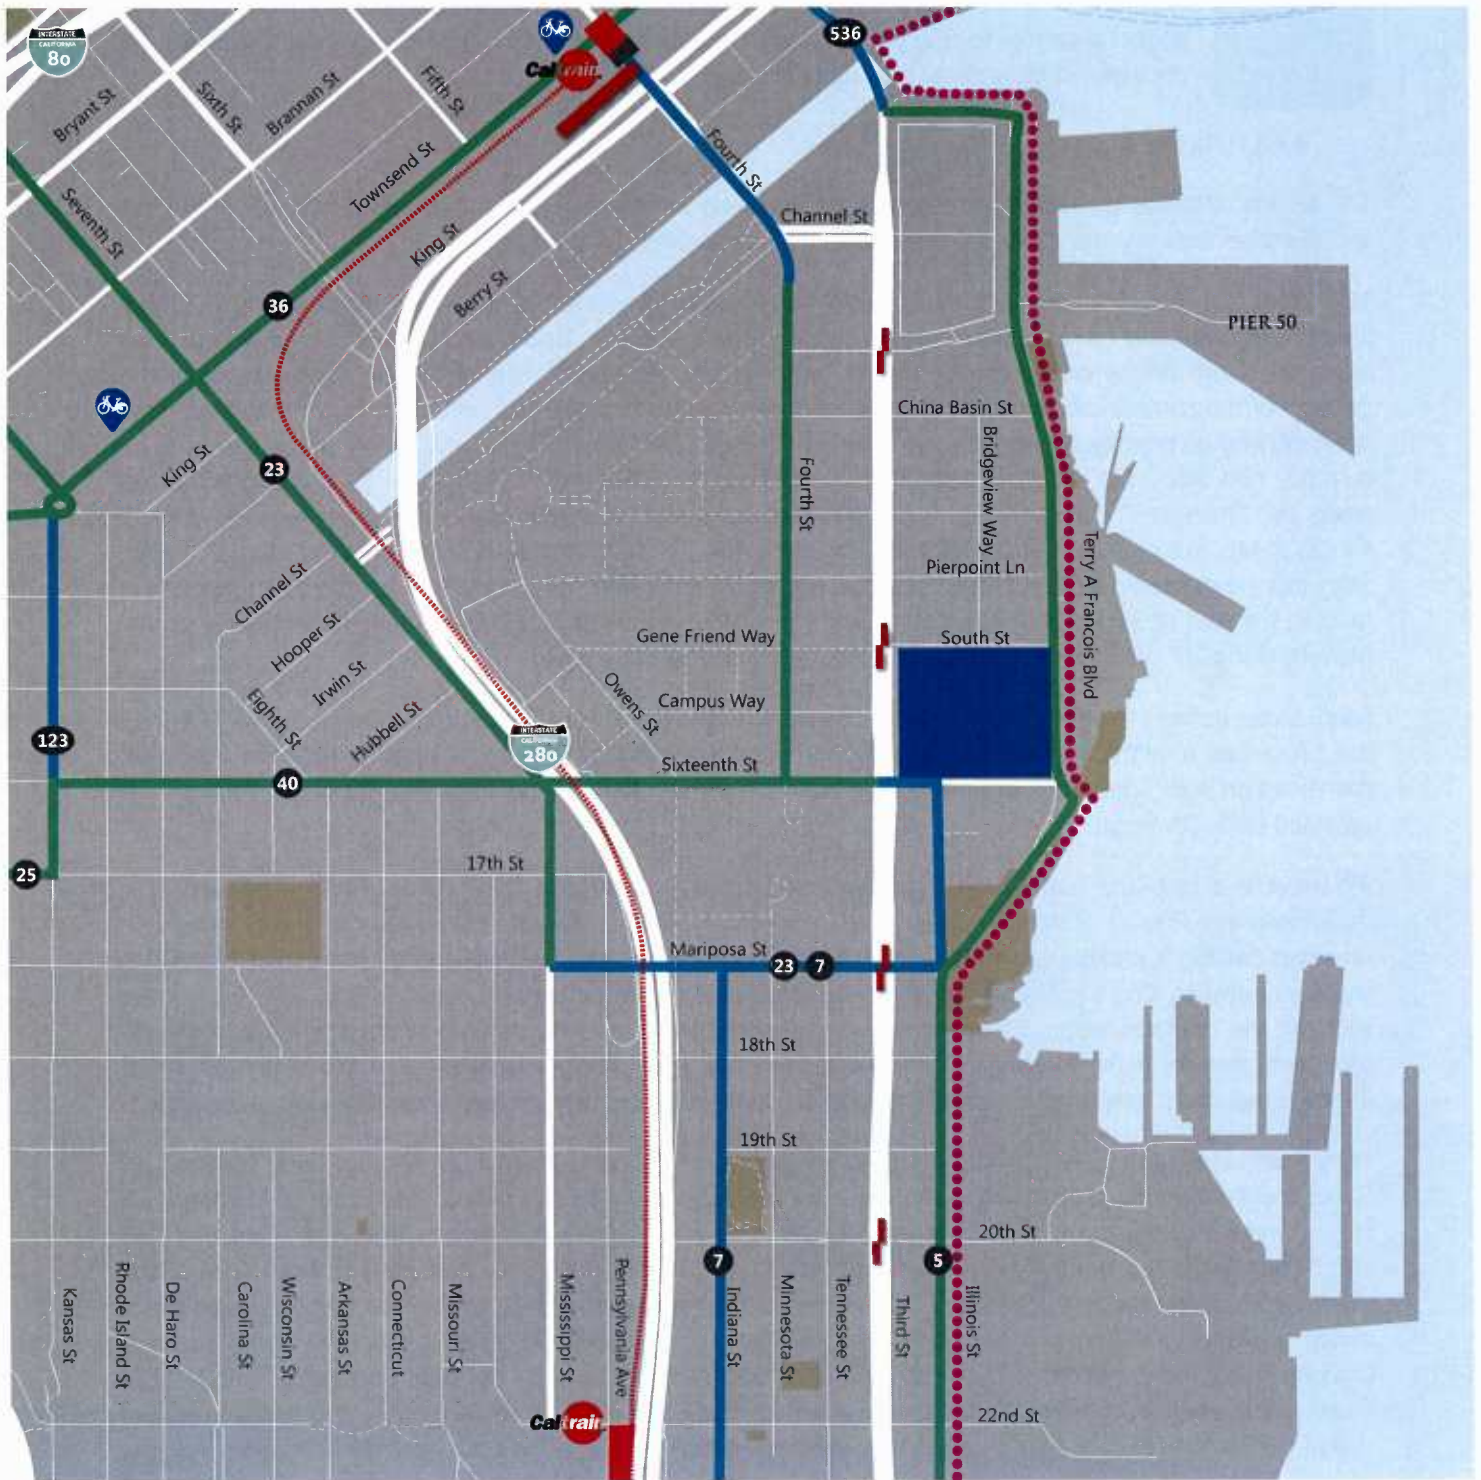 INTERSTATE
CALIFORNIA
80
536
Caltrain
Bryant St
Sixth St
Brannan St
Fifth St
Townsend St
Fourth St
Seventh St
Channel St
King St
Berry St
36
PIER 50
China Basin St
Bridgeview Way
King St
23
Fourth St
Terry A Francois Blvd
Pierpoint Ln
Channel St
Hooper St
Gene Friend Way
South St
Irwin St
Owens St
Campus Way
Eighth St
Hubbell St
INTERSTATE
CALIFORNIA
280
123
Sixteenth St
40
17th St
25
Mariposa St
23
7
18th St
19th St
20th St
7
5
Kansas St
Rhode Island St
De Haro St
Carolina St
Wisconsin St
Arkansas St
Connecticut
Missouri St
Mississippi St
Pennsylvania Ave
Indiana St
Minnesota St
Tennessee St
Third St
Illinois St
Caltrain
22nd St